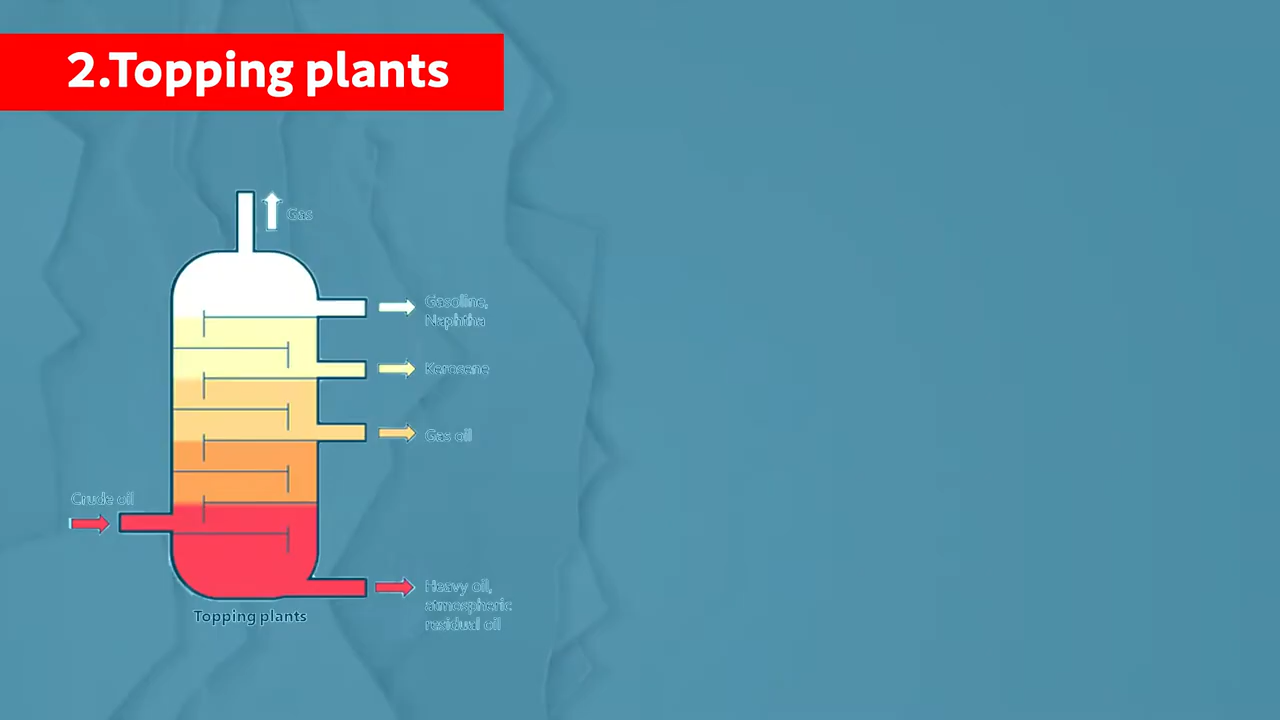 2.Topping plants
Gas
Gasoline,
Naphtha
Kerosene
Gas oil
Crude oil
Heavy oil,
atmospheric
residual oil
Topping plants